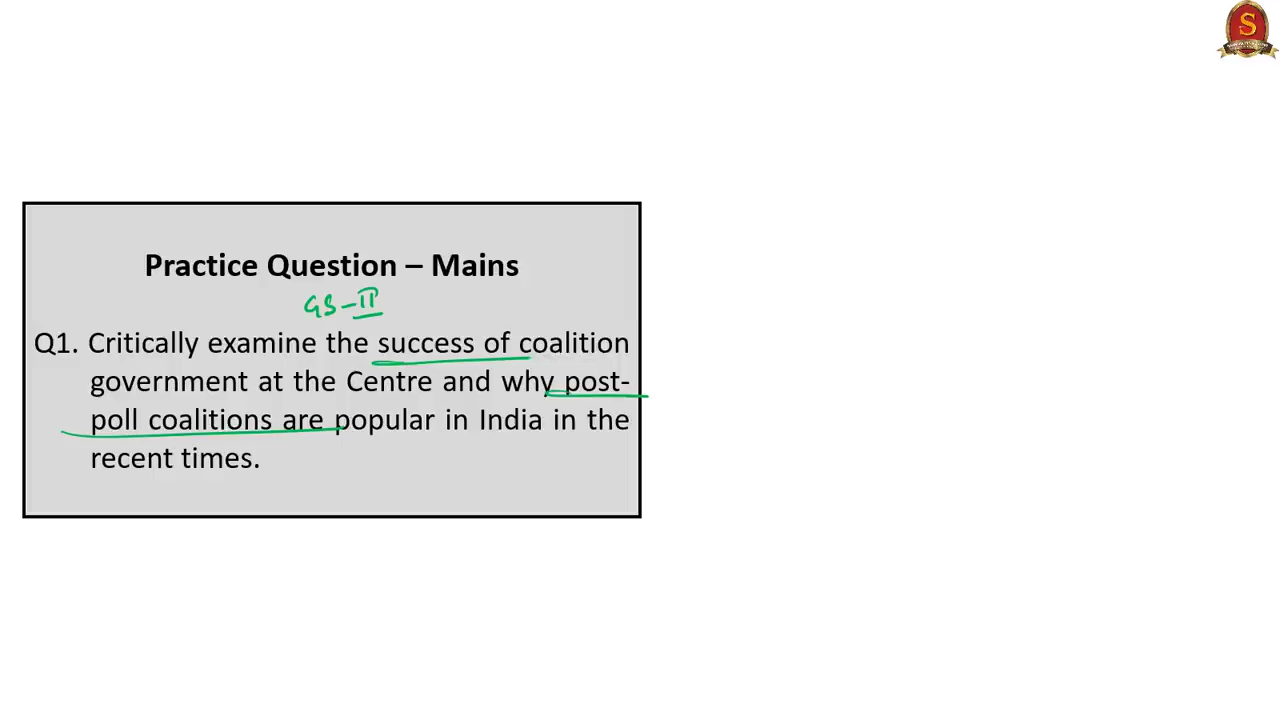 S
Practice Question – Mains
GS-II
Q1. Critically examine the success of coalition
government at the Centre and why post-
poll coalitions are popular in India in the
recent times.